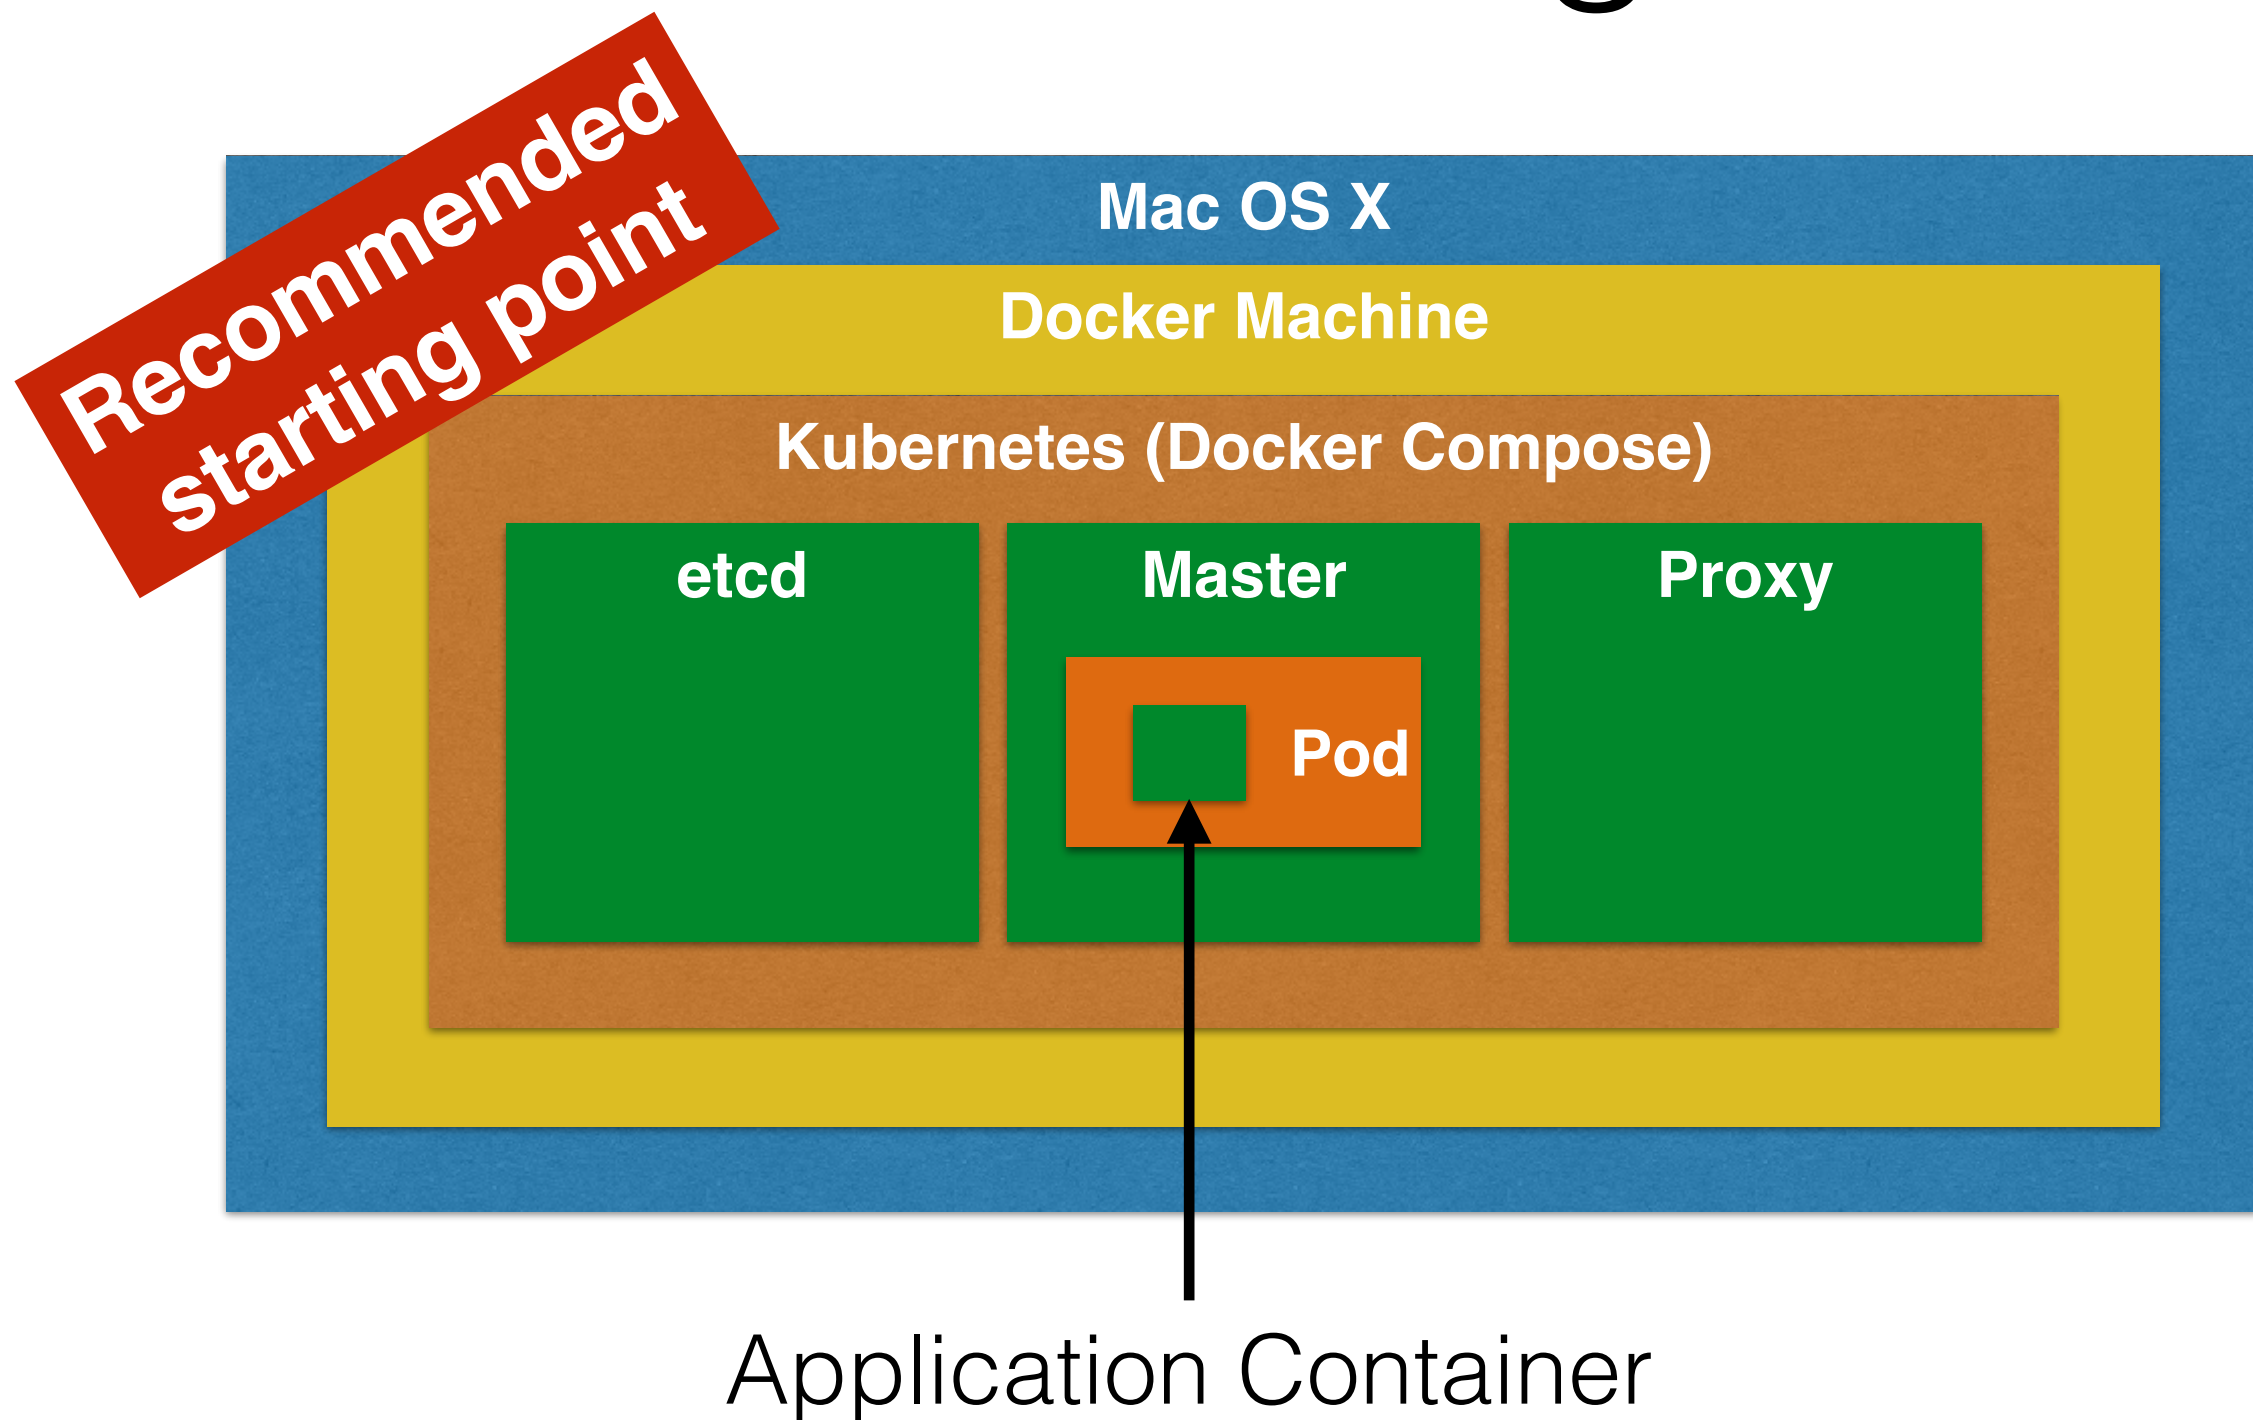 Recommended
starting point
Mac OS X
Docker Machine
Kubernetes (Docker Compose)
etcd
Master
Proxy
Pod
Application Container